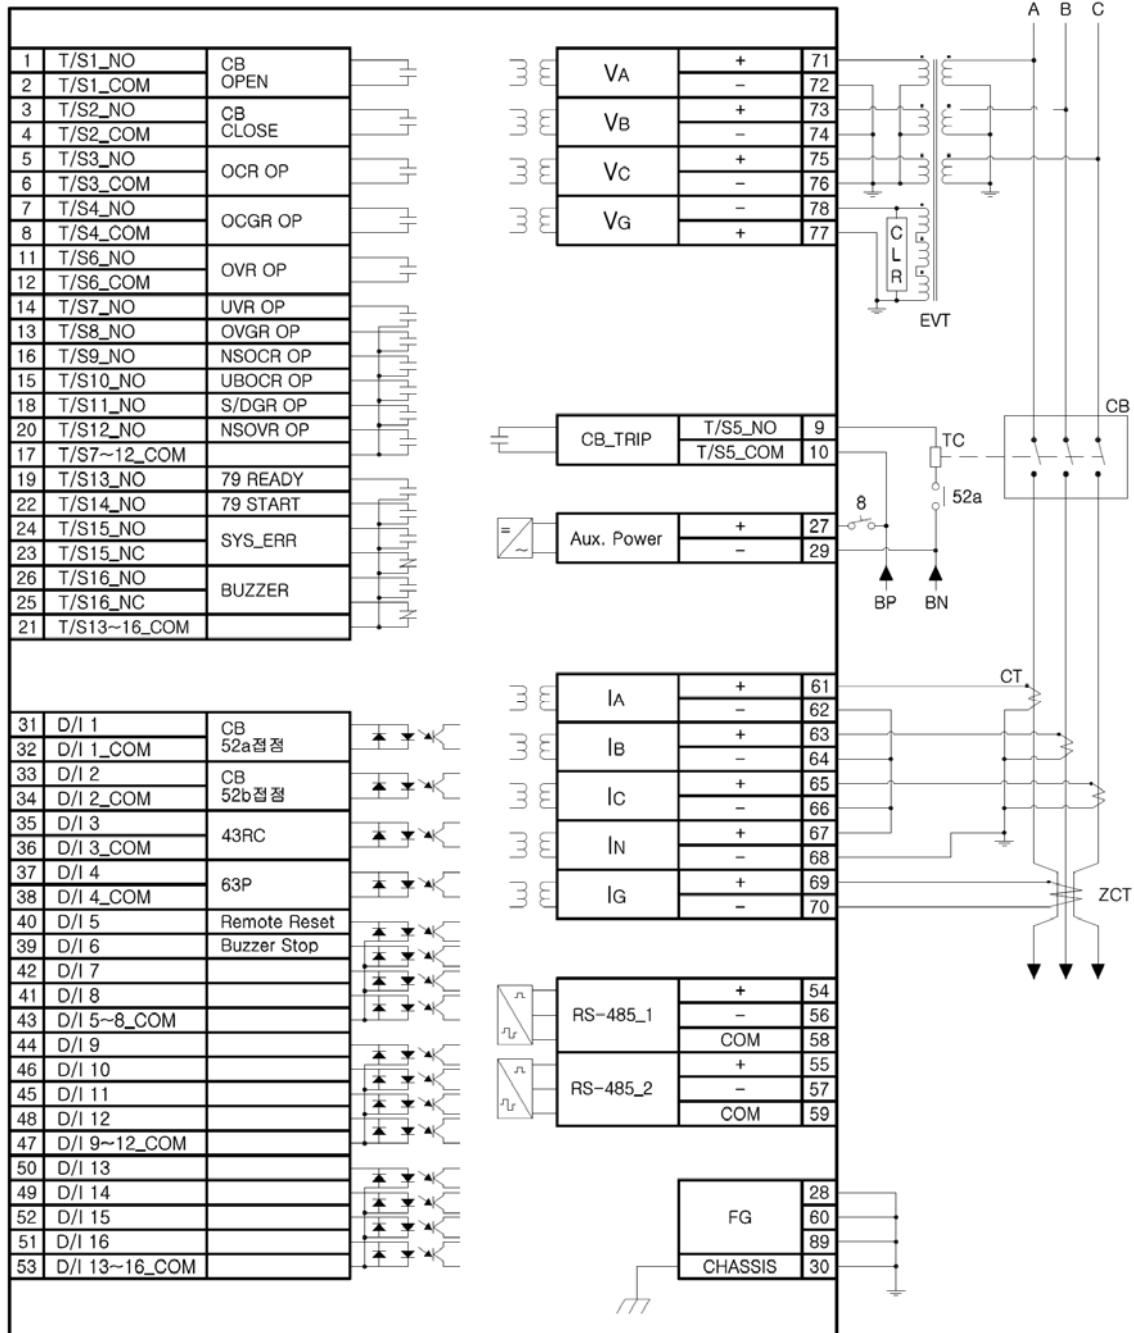 A B C
1 T/S1_NO CB OPEN
2 T/S1_COM
3 T/S2_NO CB CLOSE
4 T/S2_COM
5 T/S3_NO OCR OP
6 T/S3_COM
7 T/S4_NO OCGR OP
8 T/S4_COM
11 T/S6_NO OVR OP
12 T/S6_COM
14 T/S7_NO UVR OP
13 T/S8_NO OVGR OP
16 T/S9_NO NSOCR OP
15 T/S10_NO UBOCR OP
18 T/S11_NO S/DGR OP
20 T/S12_NO NSOVR OP
17 T/S7~12_COM
19 T/S13_NO 79 READY
22 T/S14_NO 79 START
24 T/S15_NO SYS_ERR
23 T/S15_NC
26 T/S16_NO BUZZER
25 T/S16_NC
21 T/S13~16_COM
31 D/I 1 CB 52a접점
32 D/I 1_COM
33 D/I 2 CB 52b접점
34 D/I 2_COM
35 D/I 3 43RC
36 D/I 3_COM
37 D/I 4 63P
38 D/I 4_COM
40 D/I 5 Remote Reset
39 D/I 6 Buzzer Stop
42 D/I 7
41 D/I 8
43 D/I 5~8_COM
44 D/I 9
46 D/I 10
45 D/I 11
48 D/I 12
47 D/I 9~12_COM
50 D/I 13
49 D/I 14
52 D/I 15
51 D/I 16
53 D/I 13~16_COM
VA + 71
− 72
VB + 73
− 74
VC + 75
− 76
VG − 78
+ 77
CLR
EVT
CB_TRIP T/S5_NO 9
T/S5_COM 10
Aux. Power + 27
− 29
8
TC
52a
CB
BP BN
IA + 61
− 62
IB + 63
− 64
IC + 65
− 66
IN + 67
− 68
IG + 69
− 70
CT
ZCT
RS-485_1 + 54
− 56
COM 58
RS-485_2 + 55
− 57
COM 59
FG 28
60
89
CHASSIS 30